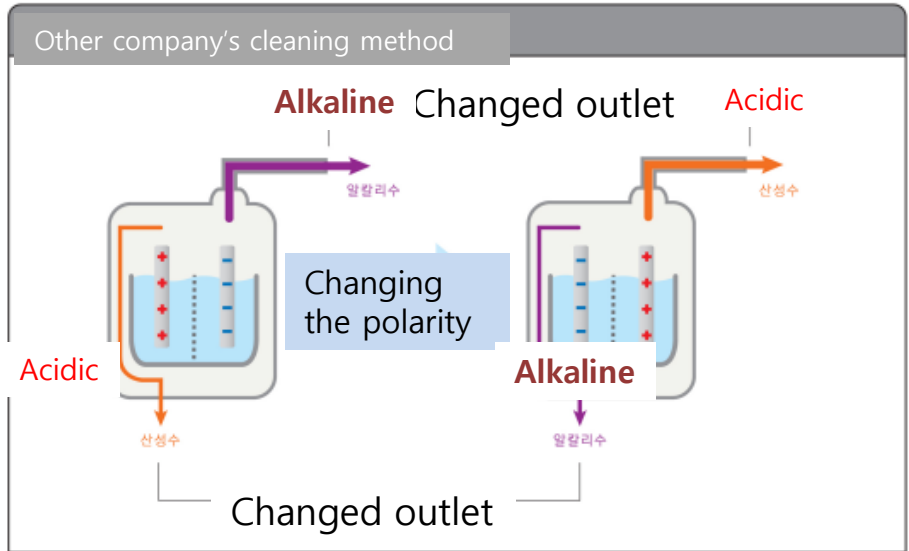 Other company's cleaning method
Alkaline Changed outlet Acidic
알칼리수
산성수
Changing
the polarity
Acidic
Alkaline
산성수
알칼리수
Changed outlet